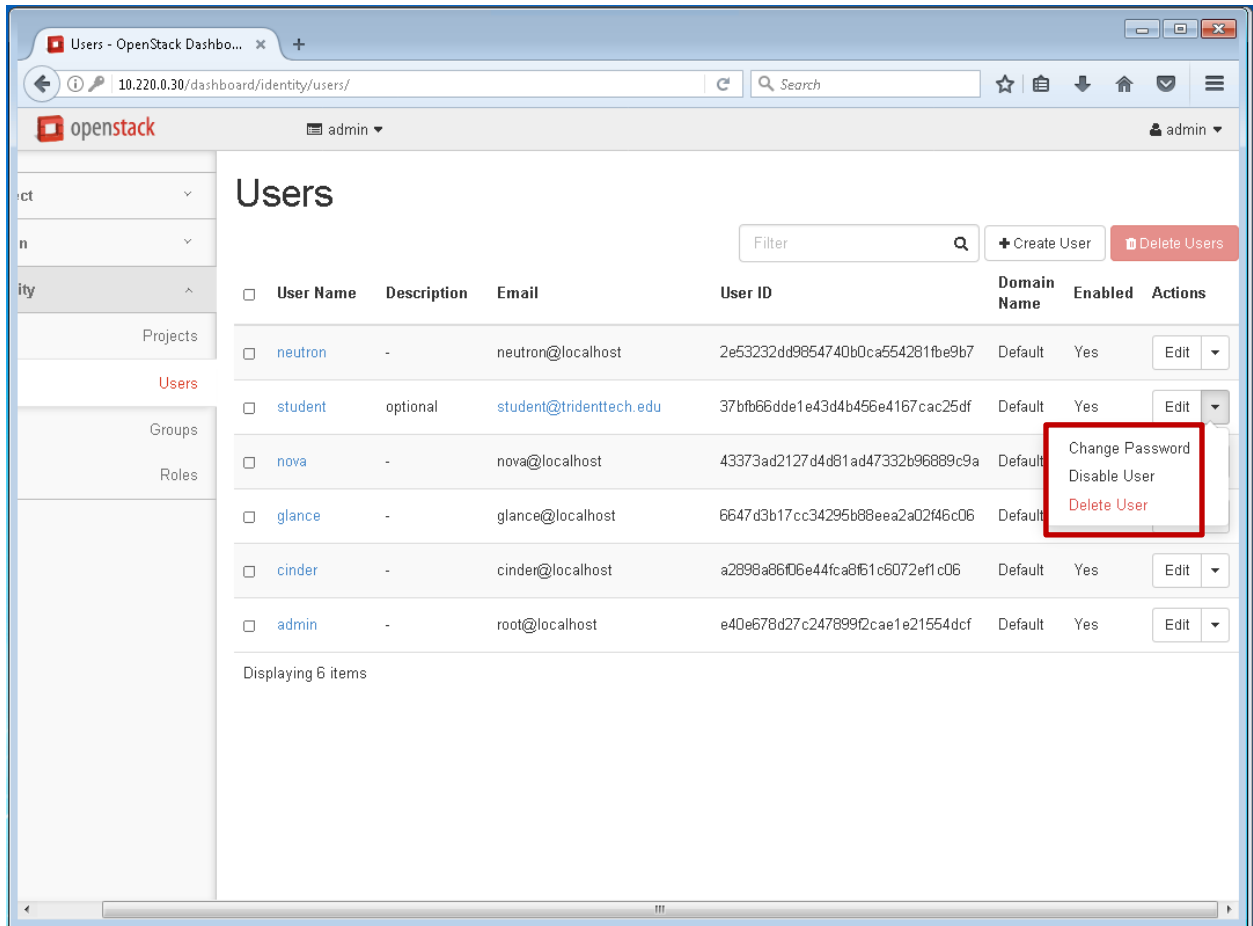 Users - OpenStack Dashbo... × +
10.220.0.30/dashboard/identity/users/ Search
openstack admin admin
ect
Users
n
Filter + Create User Delete Users
ity
User Name Description Email User ID Domain Name Enabled Actions
Projects
neutron - neutron@localhost 2e53232dd9854740b0ca554281fbe9b7 Default Yes Edit
Users
student optional student@tridenttech.edu 37bfb66dde1e43d4b456e4167cac25df Default Yes Edit
Groups
Change Password
nova - nova@localhost 43373ad2127d4d81ad47332b96889c9a Default
Disable User
Roles
Delete User
glance - glance@localhost 6647d3b17cc34295b88eea2a02f46c06 Default
cinder - cinder@localhost a2898a86f06e44fca8f61c6072ef1c06 Default Yes Edit
admin - root@localhost e40e678d27c247899f2cae1e21554dcf Default Yes Edit
Displaying 6 items